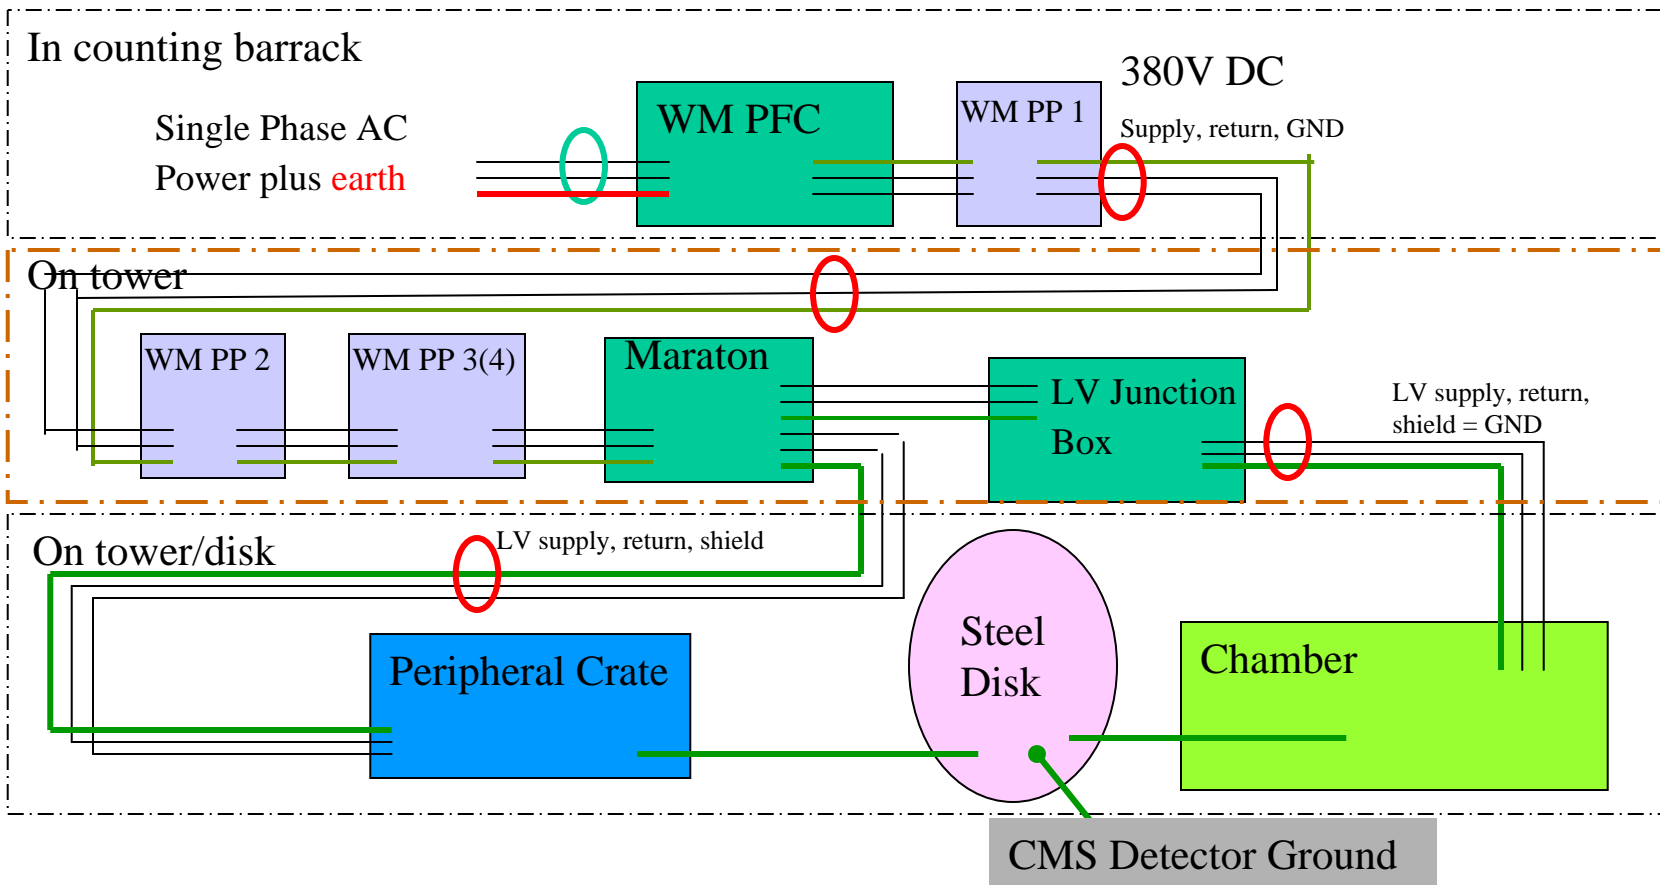 In counting barrack
Single Phase AC
Power plus earth
WM PFC
WM PP 1
380V DC
Supply, return, GND
On tower
WM PP 2
WM PP 3(4)
Maraton
LV Junction
Box
LV supply, return,
shield = GND
On tower/disk
LV supply, return, shield
Peripheral Crate
Steel
Disk
Chamber
CMS Detector Ground